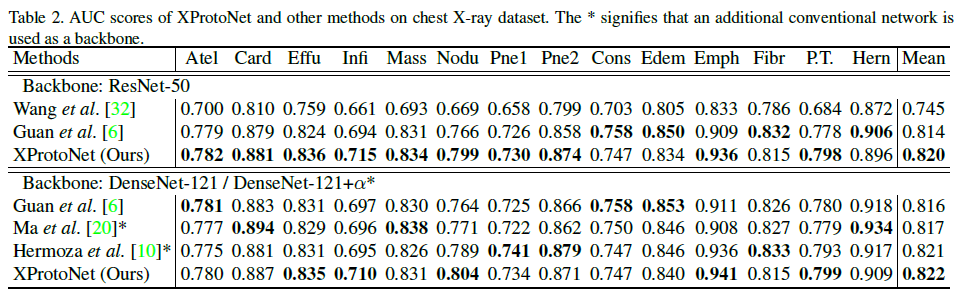 Table 2. AUC scores of XProtoNet and other methods on chest X-ray dataset. The * signifies that an additional conventional network is
used as a backbone.
Methods Atel Card Effu Infi Mass Nodu Pne1 Pne2 Cons Edem Emph Fibr P.T. Hern Mean
Backbone: ResNet-50
Wang et al. [32] 0.700 0.810 0.759 0.661 0.693 0.669 0.658 0.799 0.703 0.805 0.833 0.786 0.684 0.872 0.745
Guan et al. [6] 0.779 0.879 0.824 0.694 0.831 0.766 0.726 0.858 0.758 0.850 0.909 0.832 0.778 0.906 0.814
XProtoNet (Ours) 0.782 0.881 0.836 0.715 0.834 0.799 0.730 0.874 0.747 0.834 0.936 0.815 0.798 0.896 0.820
Backbone: DenseNet-121 / DenseNet-121+α*
Guan et al. [6] 0.781 0.883 0.831 0.697 0.830 0.764 0.725 0.866 0.758 0.853 0.911 0.826 0.780 0.918 0.816
Ma et al. [20]* 0.777 0.894 0.829 0.696 0.838 0.771 0.722 0.862 0.750 0.846 0.908 0.827 0.779 0.934 0.817
Hermoza et al. [10]* 0.775 0.881 0.831 0.695 0.826 0.789 0.741 0.879 0.747 0.846 0.936 0.833 0.793 0.917 0.821
XProtoNet (Ours) 0.780 0.887 0.835 0.710 0.831 0.804 0.734 0.871 0.747 0.840 0.941 0.815 0.799 0.909 0.822